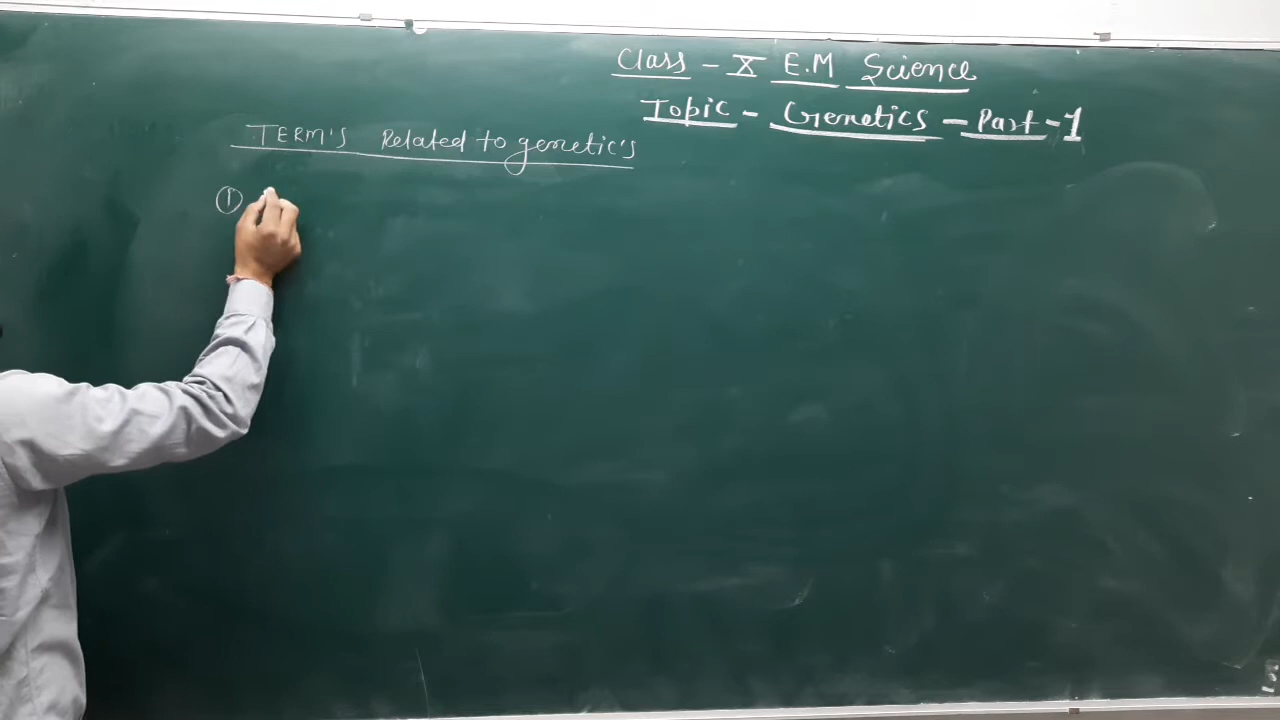 Class - X E.M Science
Topic - Genetics - Part - 1
TERM'S Related to genetic's
①